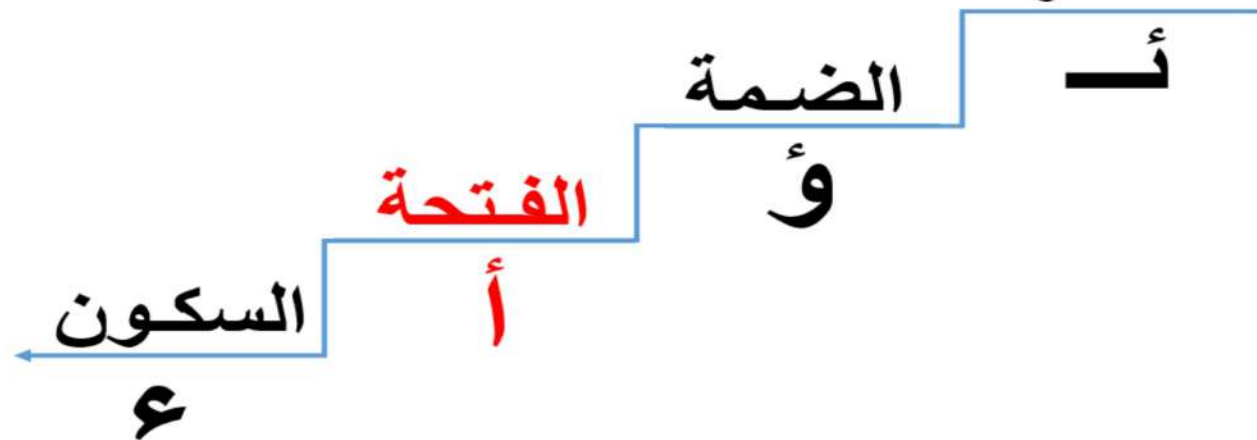 ئـ
الضمة
ؤ
الفتحة
أ
السكون
ء